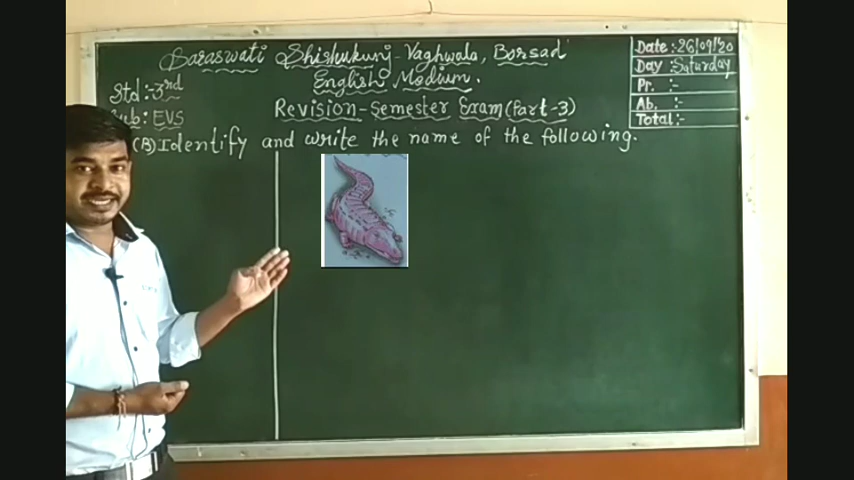 Saraswati Shishukunj - Vaghwala, Borsad
English Medium.
Std :- 3rd
Sub: EVS
Revision - Semester Exam (Part -3)
(B) Identify and write the name of the following.
Date :- 26/09/'20
Day :- Saturday
Pr. :-
Ab. :-
Total :-